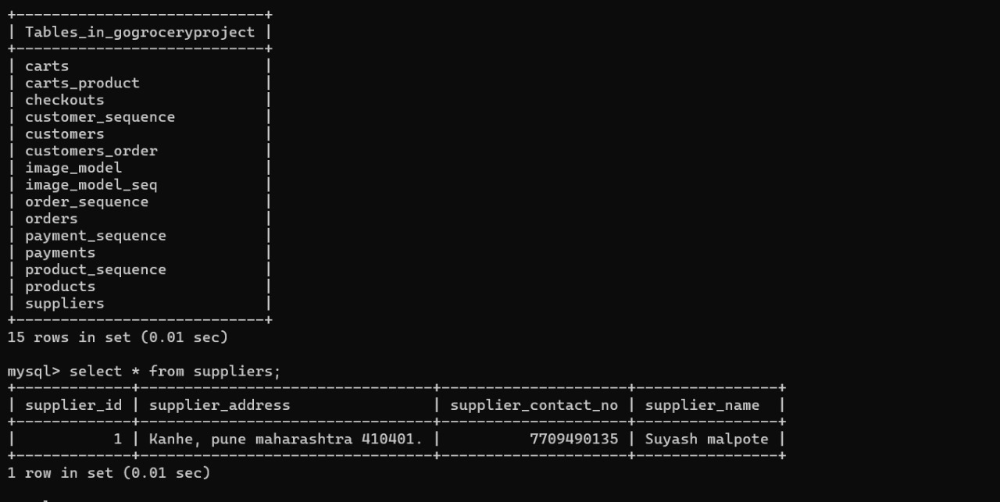 +----------------------------+
| Tables_in_gogroceryproject |
+----------------------------+
| carts                      |
| carts_product              |
| checkouts                  |
| customer_sequence          |
| customers                  |
| customers_order            |
| image_model                |
| image_model_seq            |
| order_sequence             |
| orders                     |
| payment_sequence           |
| payments                   |
| product_sequence           |
| products                   |
| suppliers                  |
+----------------------------+
15 rows in set (0.01 sec)

mysql> select * from suppliers;
+-------------+---------------------------------+---------------------+----------------+
| supplier_id | supplier_address                | supplier_contact_no | supplier_name  |
+-------------+---------------------------------+---------------------+----------------+
|           1 | Kanhe, pune maharashtra 410401. |          7709490135 | Suyash malpote |
+-------------+---------------------------------+---------------------+----------------+
1 row in set (0.01 sec)